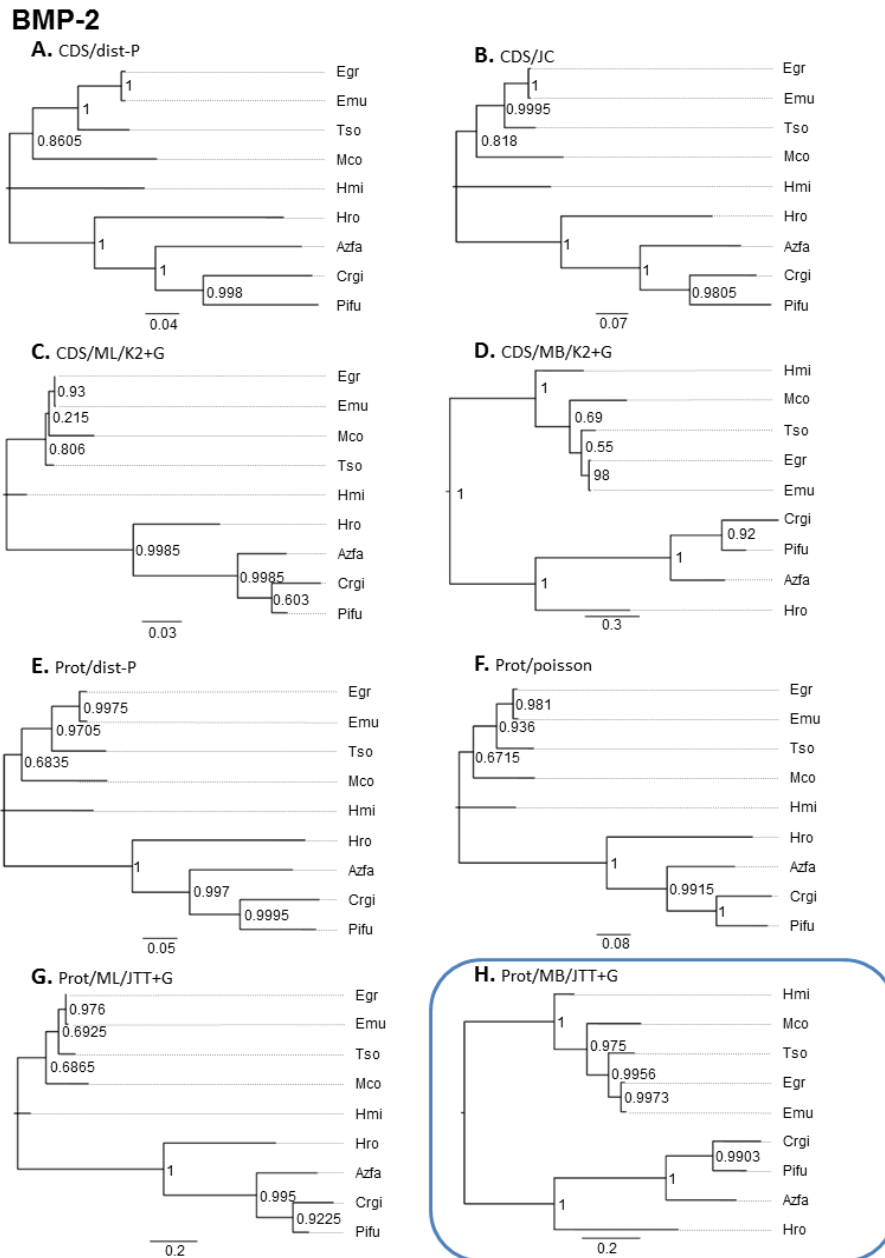 BMP-2
A. CDS/dist-P
Egr
1
Emu
1
Tso
0.8605
Mco
Hmi
Hro
1
Azfa
1
Crgi
0.998
Pifu
0.04
B. CDS/JC
Egr
1
Emu
0.9995
Tso
0.818
Mco
Hmi
Hro
1
Azfa
1
Crgi
0.9805
Pifu
0.07
C. CDS/ML/K2+G
Egr
0.93
Emu
0.215
Mco
0.806
Tso
Hmi
Hro
0.9985
Azfa
0.9985
Crgi
0.603
Pifu
0.03
D. CDS/MB/K2+G
Hmi
1
Mco
0.69
Tso
0.55
Egr
98
Emu
1
Crgi
0.92
Pifu
1
Azfa
1
Hro
0.3
E. Prot/dist-P
Egr
0.9975
Emu
0.9705
Tso
0.6835
Mco
Hmi
Hro
1
Azfa
0.997
Crgi
0.9995
Pifu
0.05
F. Prot/poisson
Egr
0.981
Emu
0.936
Tso
0.6715
Mco
Hmi
Hro
1
Azfa
0.9915
Crgi
1
Pifu
0.08
G. Prot/ML/JTT+G
Egr
0.976
Emu
0.6925
Tso
0.6865
Mco
Hmi
Hro
1
Azfa
0.995
Crgi
0.9225
Pifu
0.2
H. Prot/MB/JTT+G
Hmi
1
Mco
0.975
Tso
0.9956
Egr
0.9973
Emu
Crgi
0.9903
Pifu
1
Azfa
1
Hro
0.2